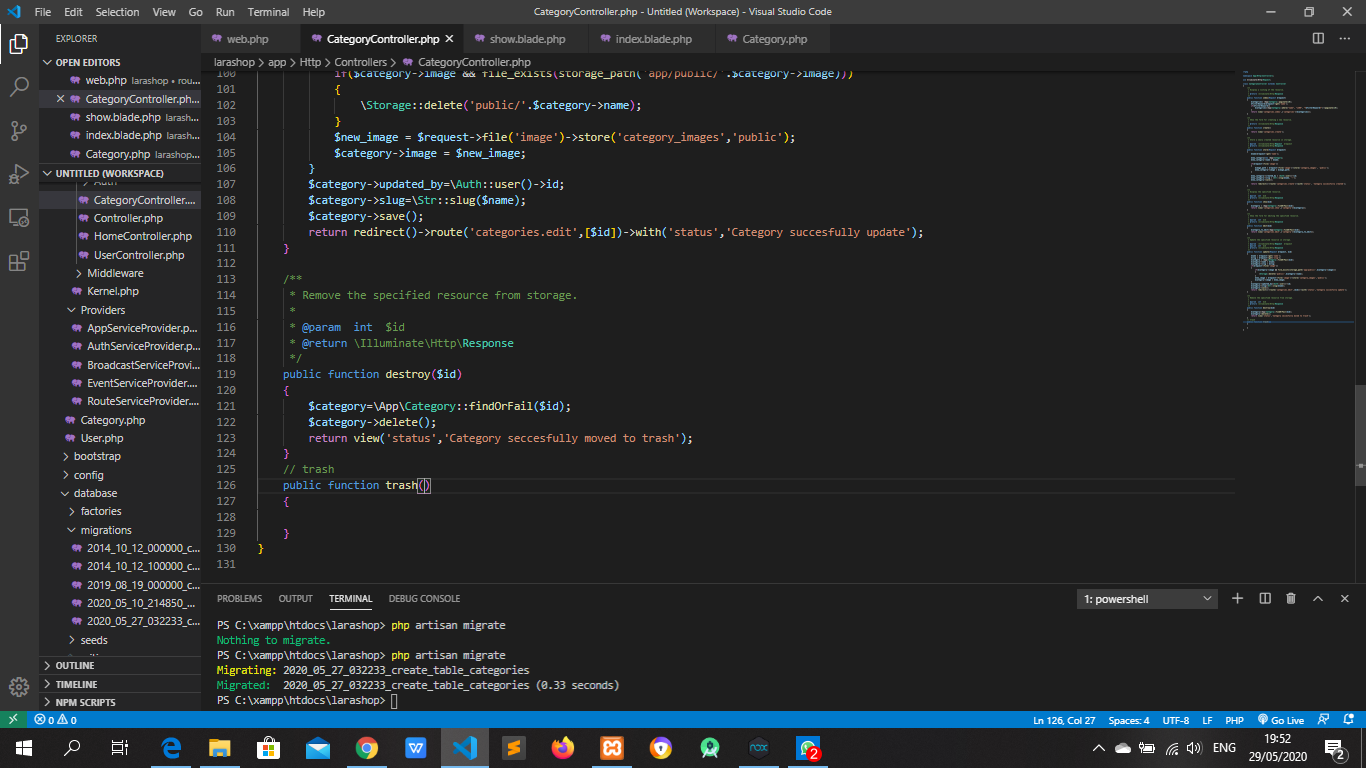 File Edit Selection View Go Run Terminal Help CategoryController.php - Untitled (Workspace) - Visual Studio Code
EXPLORER
web.php CategoryController.php show.blade.php index.blade.php Category.php
larashop > app > Http > Controllers > CategoryController.php
OPEN EDITORS
web.php larashop • rou...
CategoryController.ph...
show.blade.php larash...
index.blade.php larash...
Category.php larashop...
UNTITLED (WORKSPACE)
Auth
CategoryController....
Controller.php
HomeController.php
UserController.php
Middleware
Kernel.php
Providers
AppServiceProvider.p...
AuthServiceProvider.p...
BroadcastServiceProvi...
EventServiceProvider....
RouteServiceProvider....
Category.php
User.php
bootstrap
config
database
factories
migrations
2014_10_12_000000_c...
2014_10_12_100000_c...
2019_08_19_000000_c...
2020_05_10_214850_...
2020_05_27_032233_c...
seeds
OUTLINE
TIMELINE
NPM SCRIPTS
100 if($category->image && file_exists(storage_path('app/public/'.$category->image)))
101 {
102 \Storage::delete('public/'.$category->name);
103 }
104 $new_image = $request->file('image')->store('category_images','public');
105 $category->image = $new_image;
106 }
107 $category->updated_by=\Auth::user()->id;
108 $category->slug=\Str::slug($name);
109 $category->save();
110 return redirect()->route('categories.edit',[$id])->with('status','Category succesfully update');
111 }
112
113 /**
114 * Remove the specified resource from storage.
115 *
116 * @param  int  $id
117 * @return \Illuminate\Http\Response
118 */
119 public function destroy($id)
120 {
121 $category=\App\Category::findOrFail($id);
122 $category->delete();
123 return view('status','Category seccesfully moved to trash');
124 }
125 // trash
126 public function trash()
127 {
128
129 }
130 }
131
PROBLEMS OUTPUT TERMINAL DEBUG CONSOLE 1: powershell
PS C:\xampp\htdocs\larashop> php artisan migrate
Nothing to migrate.
PS C:\xampp\htdocs\larashop> php artisan migrate
Migrating: 2020_05_27_032233_create_table_categories
Migrated:  2020_05_27_032233_create_table_categories (0.33 seconds)
PS C:\xampp\htdocs\larashop>
0 0 Ln 126, Col 27 Spaces: 4 UTF-8 LF PHP Go Live
2 ENG 19:52
29/05/2020 2